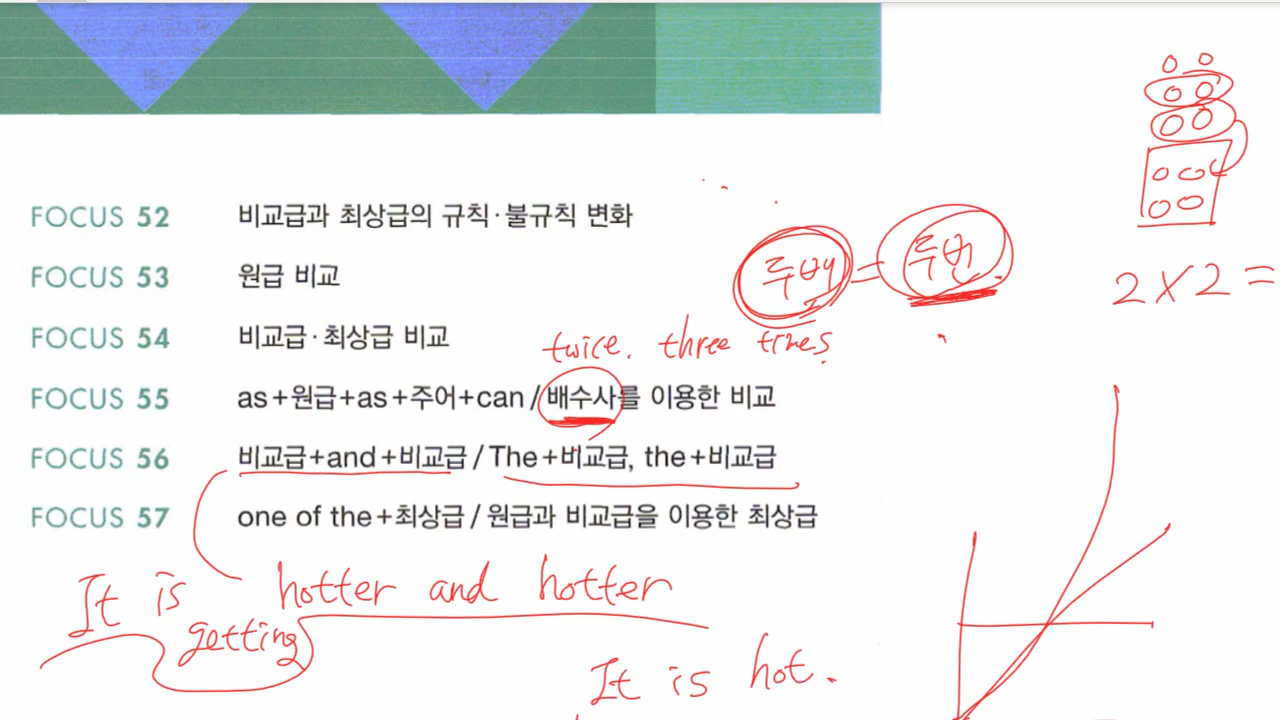 FOCUS 52 비교급과 최상급의 규칙·불규칙 변화
두배 = 두번
2 X 2 =
FOCUS 53 원급 비교
FOCUS 54 비교급·최상급 비교
twice. three times
FOCUS 55 as+원급+as+주어+can / 배수사를 이용한 비교
FOCUS 56 비교급+and+비교급 / The+비교급, the+비교급
FOCUS 57 one of the+최상급 / 원급과 비교급을 이용한 최상급
It is hotter and hotter
getting
It is hot.